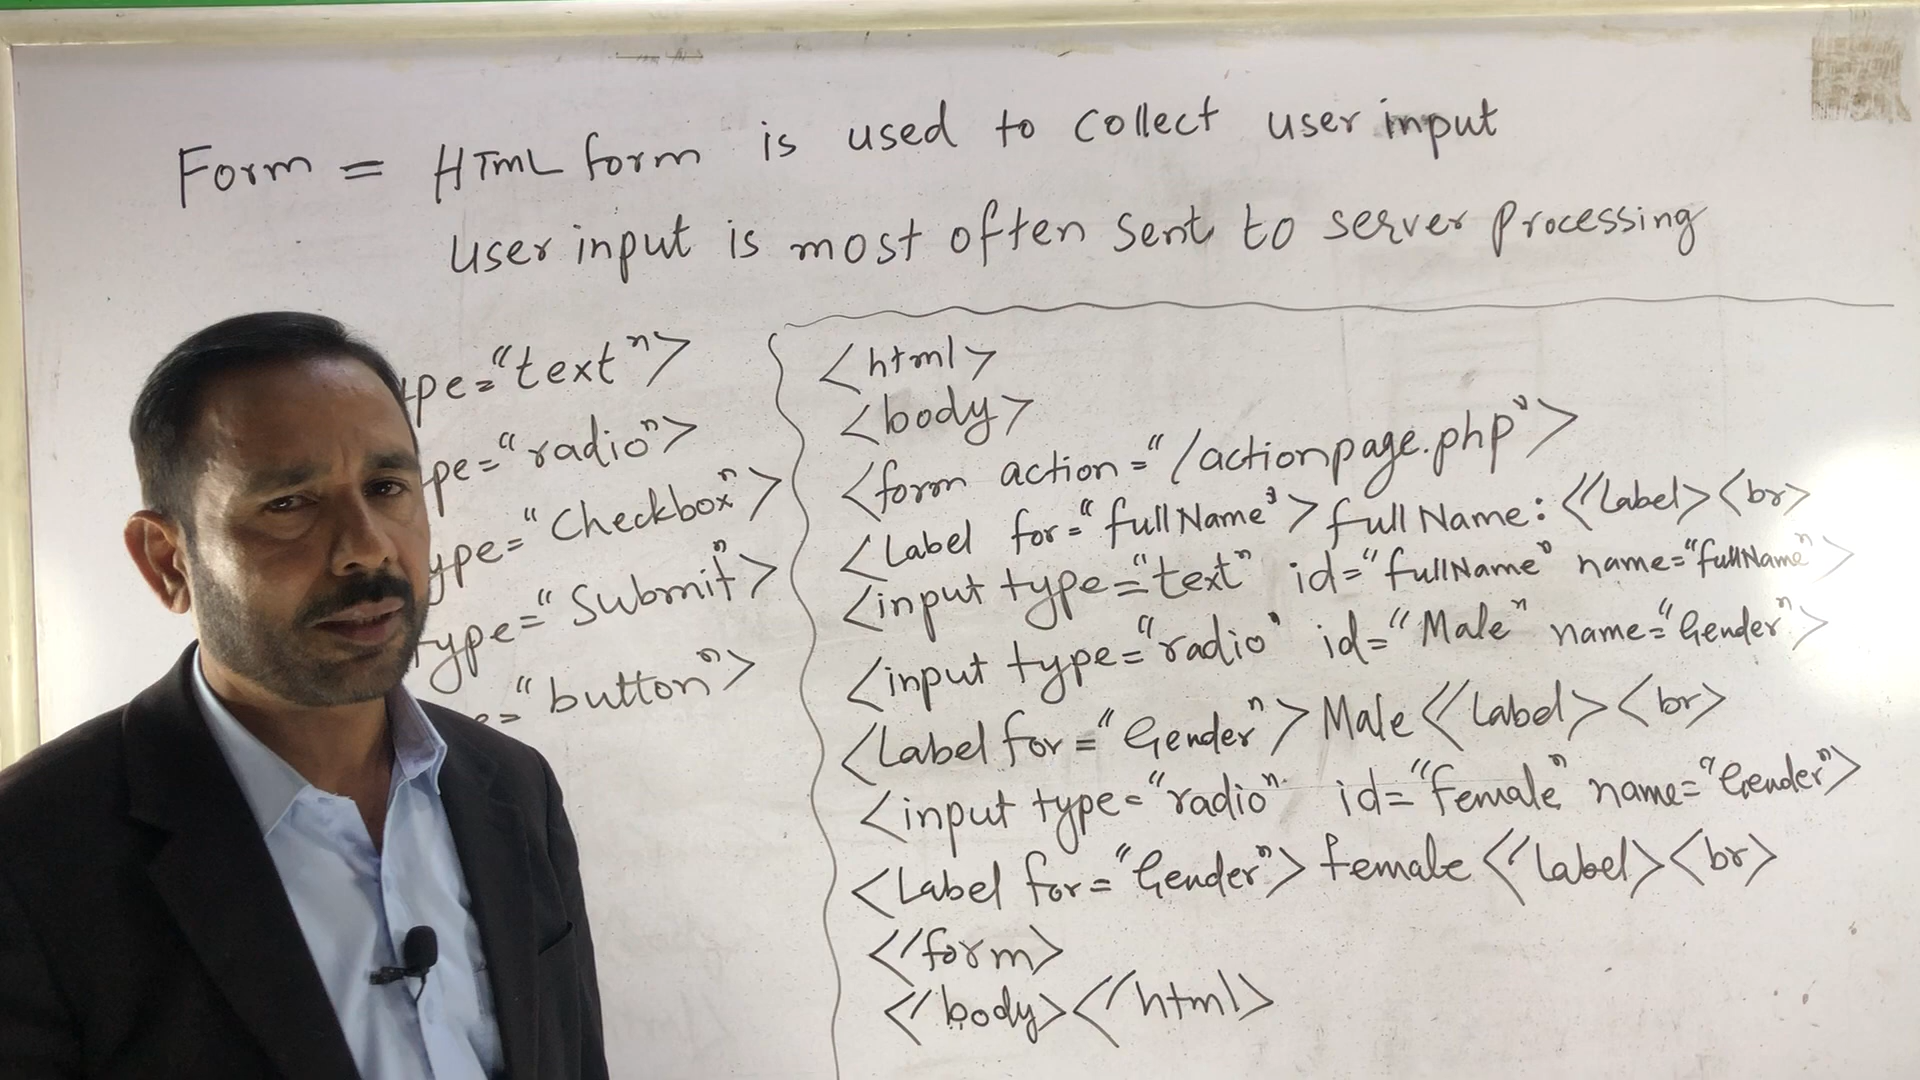 Form = HTML form is used to collect user input
user input is most often sent to server processing
ype="text">
pe="radio">
ype="Checkbox">
type="Submit">
e="button">
<html>
<body>
<form action="/actionpage.php">
<Label for="fullName">full Name:</label><br>
<input type="text" id="fullName" name="fullName">
<input type="radio" id="Male" name="Gender">
<Label for="Gender">Male</label><br>
<input type="radio" id="Female" name="Gender">
<Label for="Gender">female</label><br>
</form>
</body></html>